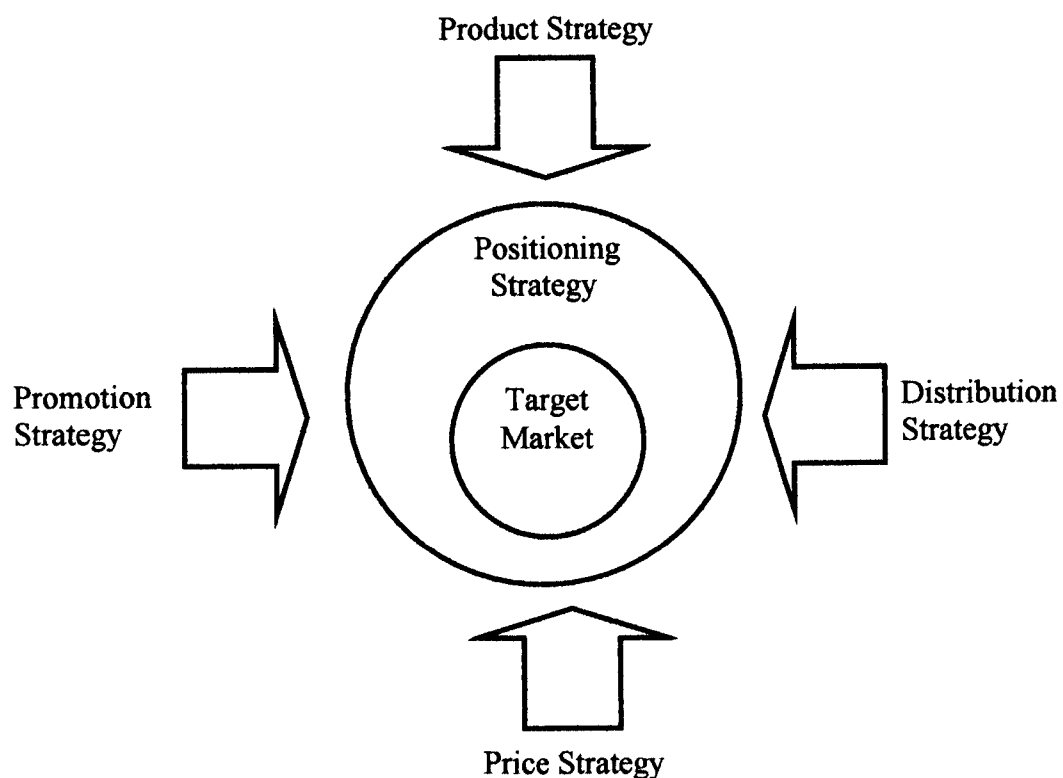 Product Strategy
Positioning
Strategy
Promotion
Strategy
Target
Market
Distribution
Strategy
Price Strategy